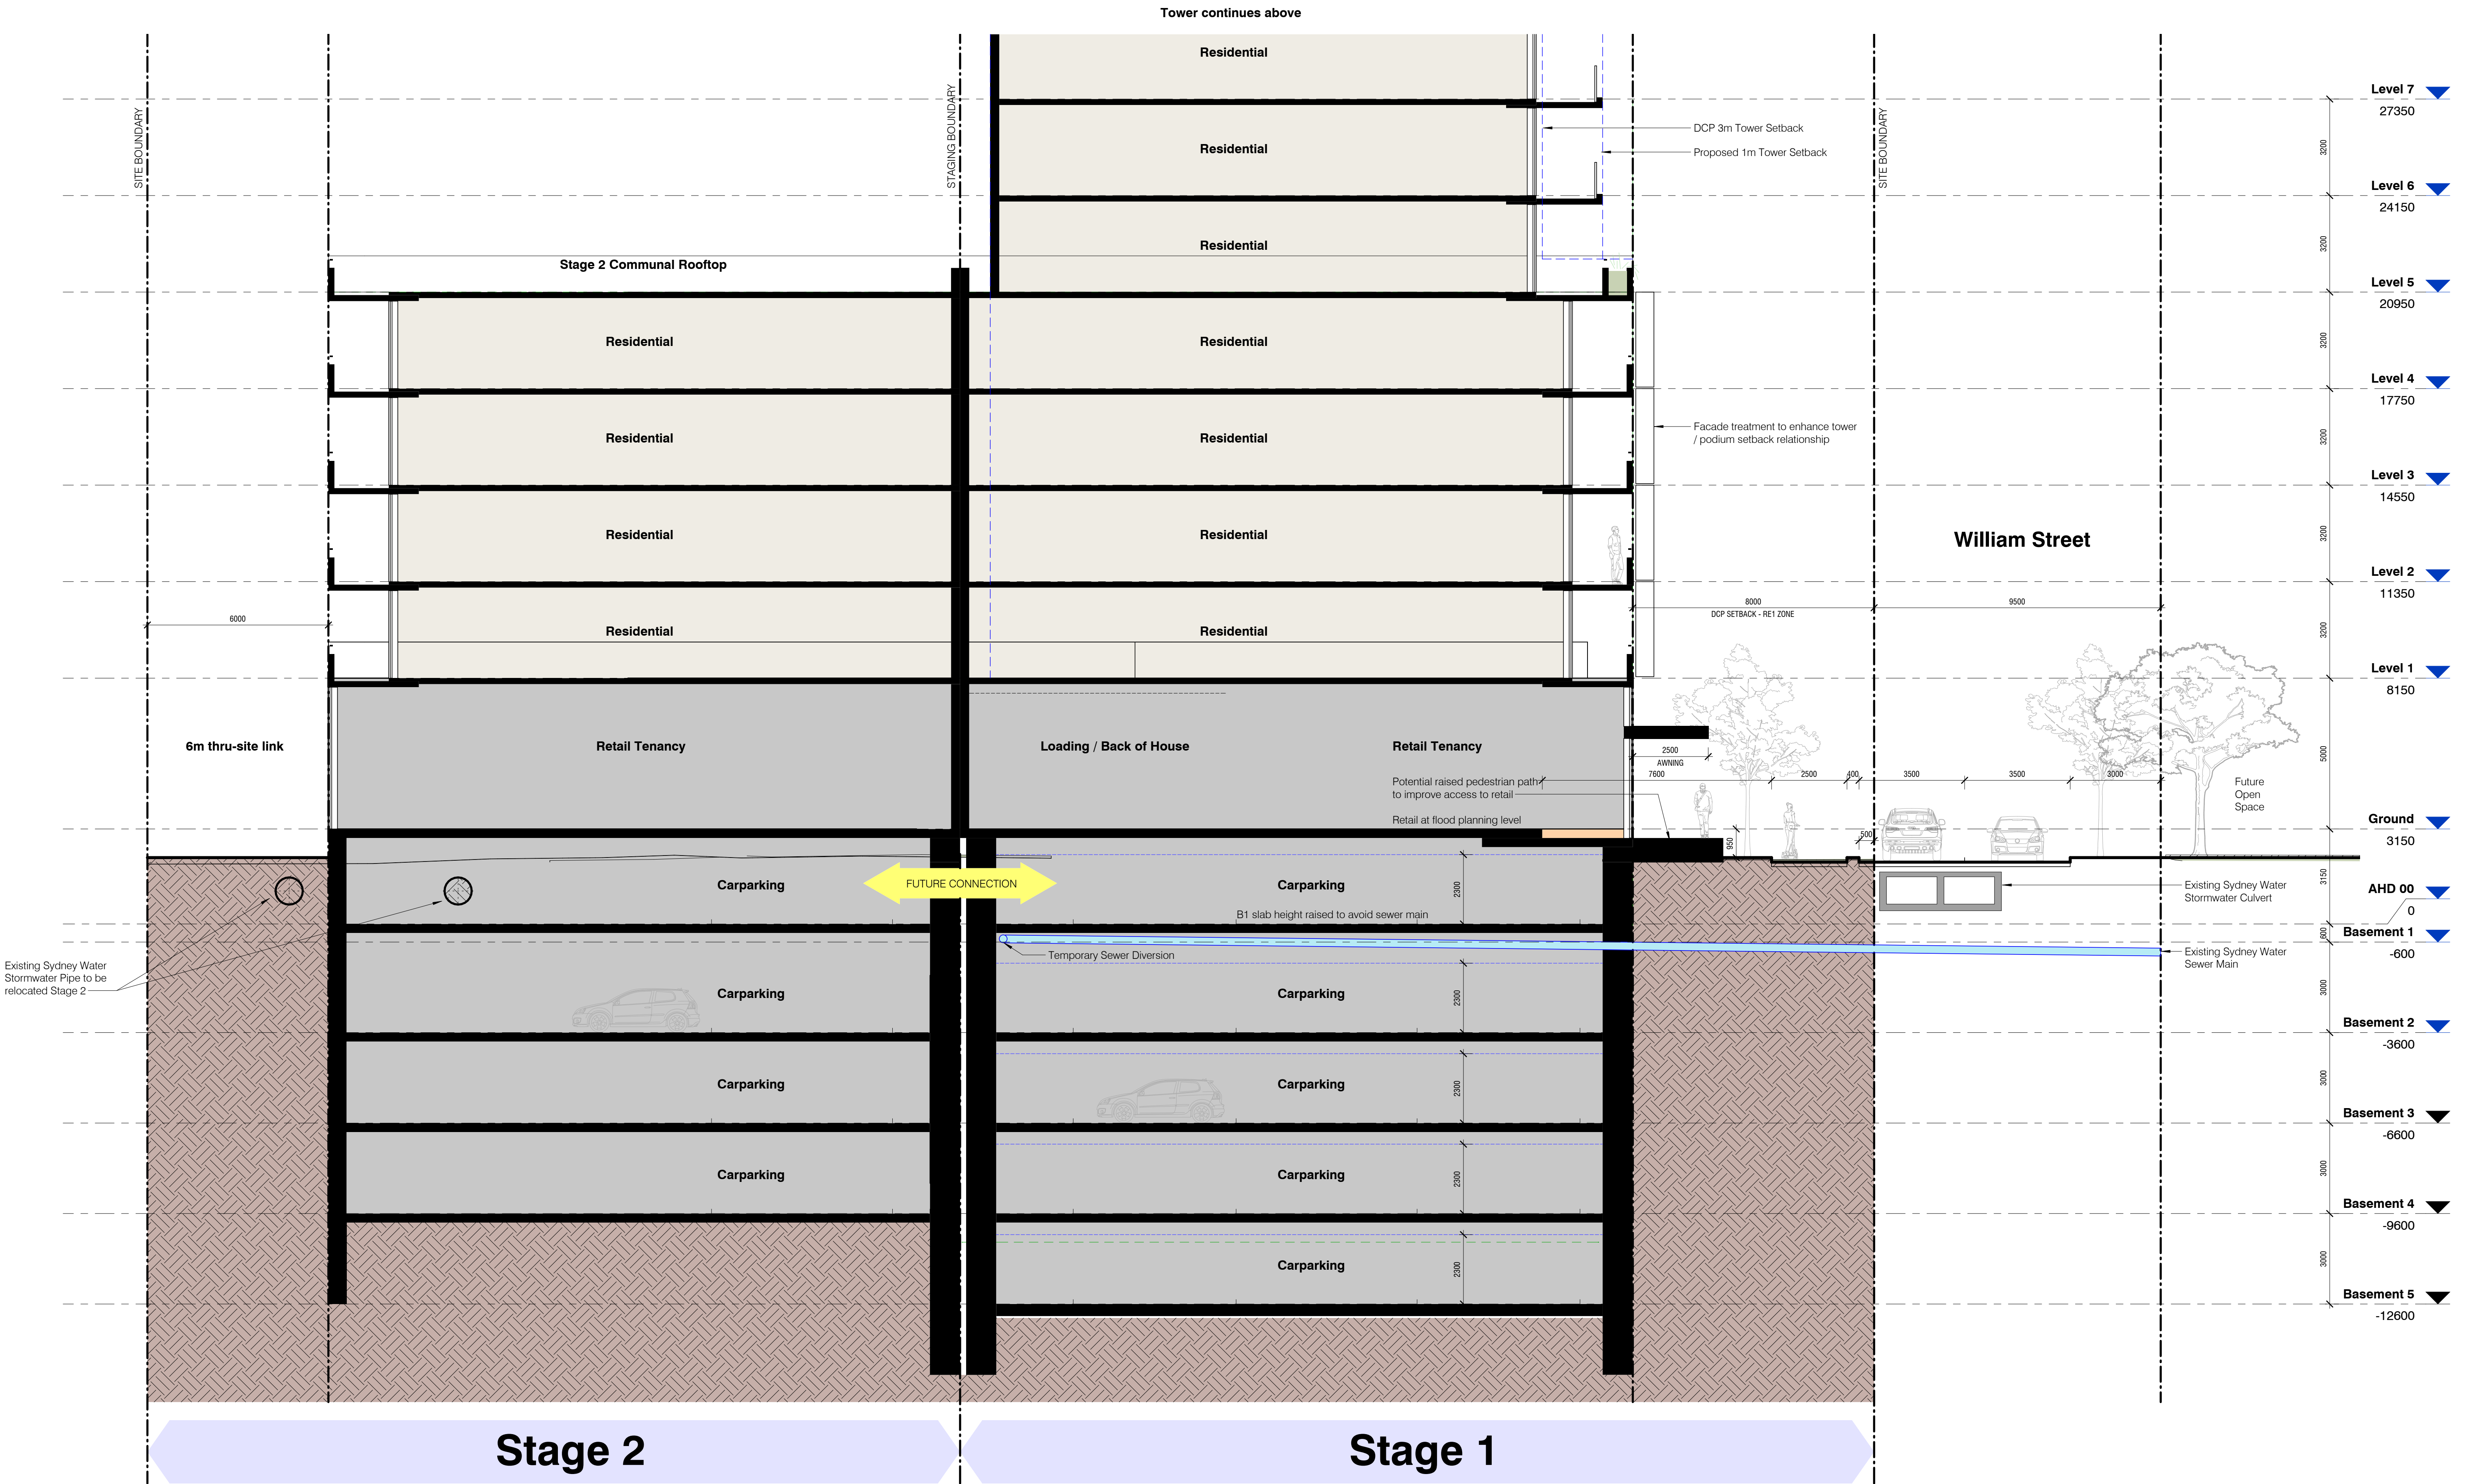 Tower continues above
SITE BOUNDARY
STAGING BOUNDARY
SITE BOUNDARY
Residential
Level 7
27350
DCP 3m Tower Setback
Residential
3200
Proposed 1m Tower Setback
Level 6
24150
Residential
3200
Stage 2 Communal Rooftop
Level 5
20950
Residential
Residential
3200
Level 4
17750
Facade treatment to enhance tower
/ podium setback relationship
Residential
Residential
3200
Level 3
14550
Residential
Residential
3200
William Street
Level 2
11350
8000
DCP SETBACK - RE1 ZONE
9500
6000
Residential
Residential
3200
Level 1
8150
6m thru-site link
Retail Tenancy
Loading / Back of House
Retail Tenancy
2500
AWNING
5000
Potential raised pedestrian path
to improve access to retail
7600
2500
400
3500
3500
3000
Future
Open
Space
Retail at flood planning level
Ground
3150
950
500
Carparking
FUTURE CONNECTION
Carparking
2300
3150
Existing Sydney Water
Stormwater Culvert
AHD 00
0
B1 slab height raised to avoid sewer main
Basement 1
-600
600
Temporary Sewer Diversion
Existing Sydney Water
Sewer Main
Existing Sydney Water
Stormwater Pipe to be
relocated Stage 2
Carparking
Carparking
2300
3000
Basement 2
-3600
Carparking
Carparking
2300
3000
Basement 3
-6600
Carparking
Carparking
2300
3000
Basement 4
-9600
Carparking
2300
3000
Basement 5
-12600
Stage 2
Stage 1